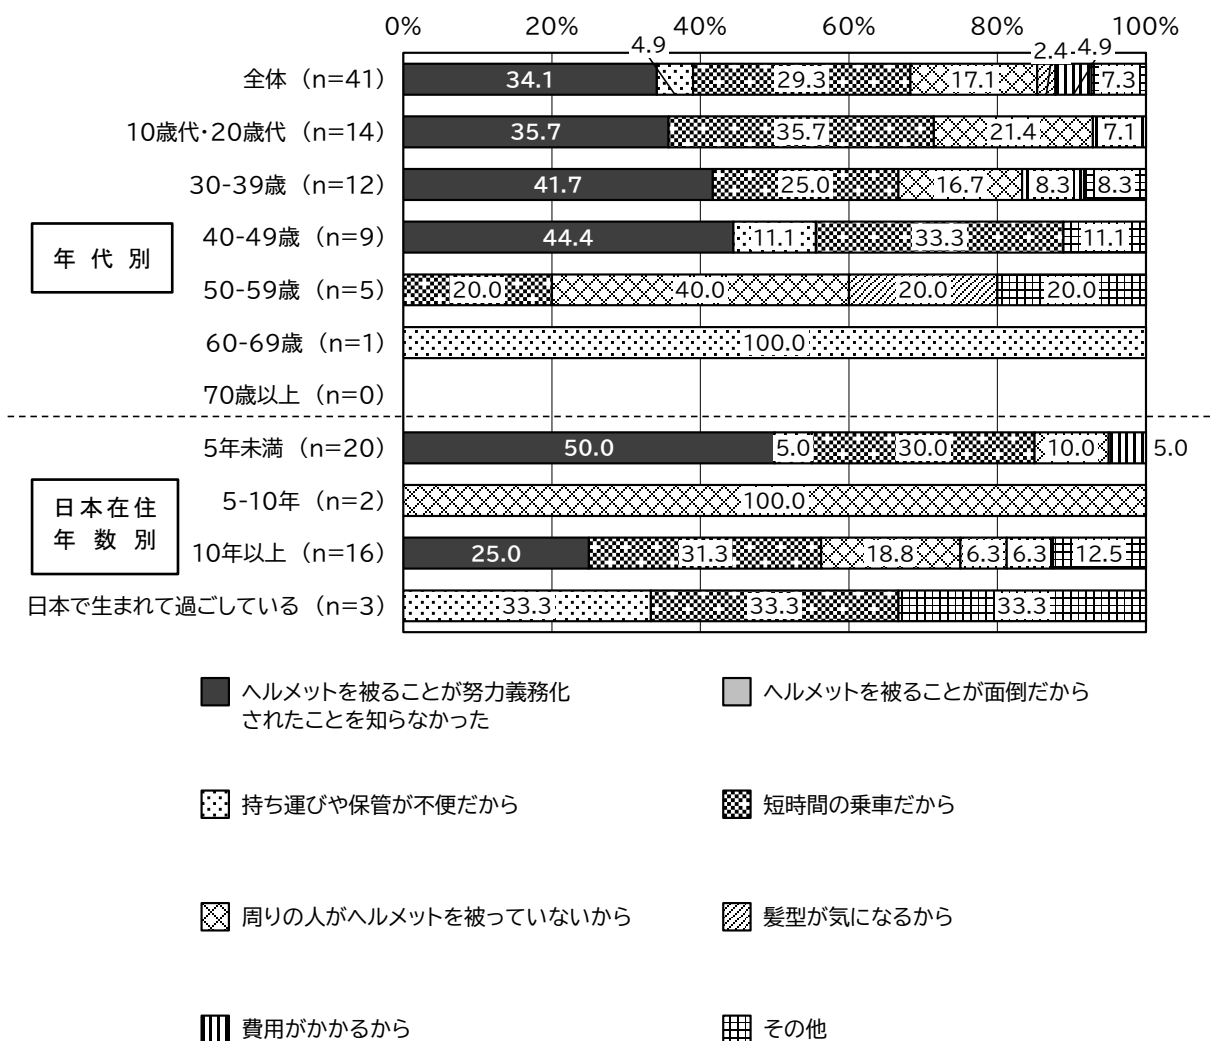 0% 20% 40% 60% 80% 100%
4.9 2.4 4.9
全体（n=41） 34.1 29.3 17.1 7.3
10歳代・20歳代（n=14） 35.7 35.7 21.4 7.1
30-39歳（n=12） 41.7 25.0 16.7 8.3 8.3
年代別
40-49歳（n=9） 44.4 11.1 33.3 11.1
50-59歳（n=5） 20.0 40.0 20.0 20.0
60-69歳（n=1） 100.0
70歳以上（n=0）
5年未満（n=20） 50.0 5.0 30.0 10.0 5.0
日本在住
年数別
5-10年（n=2） 100.0
10年以上（n=16） 25.0 31.3 18.8 6.3 6.3 12.5
日本で生まれて過ごしている（n=3） 33.3 33.3 33.3
ヘルメットを被ることが努力義務化
されたことを知らなかった
ヘルメットを被ることが面倒だから
持ち運びや保管が不便だから
短時間の乗車だから
周りの人がヘルメットを被っていないから
髪型が気になるから
費用がかかるから
その他